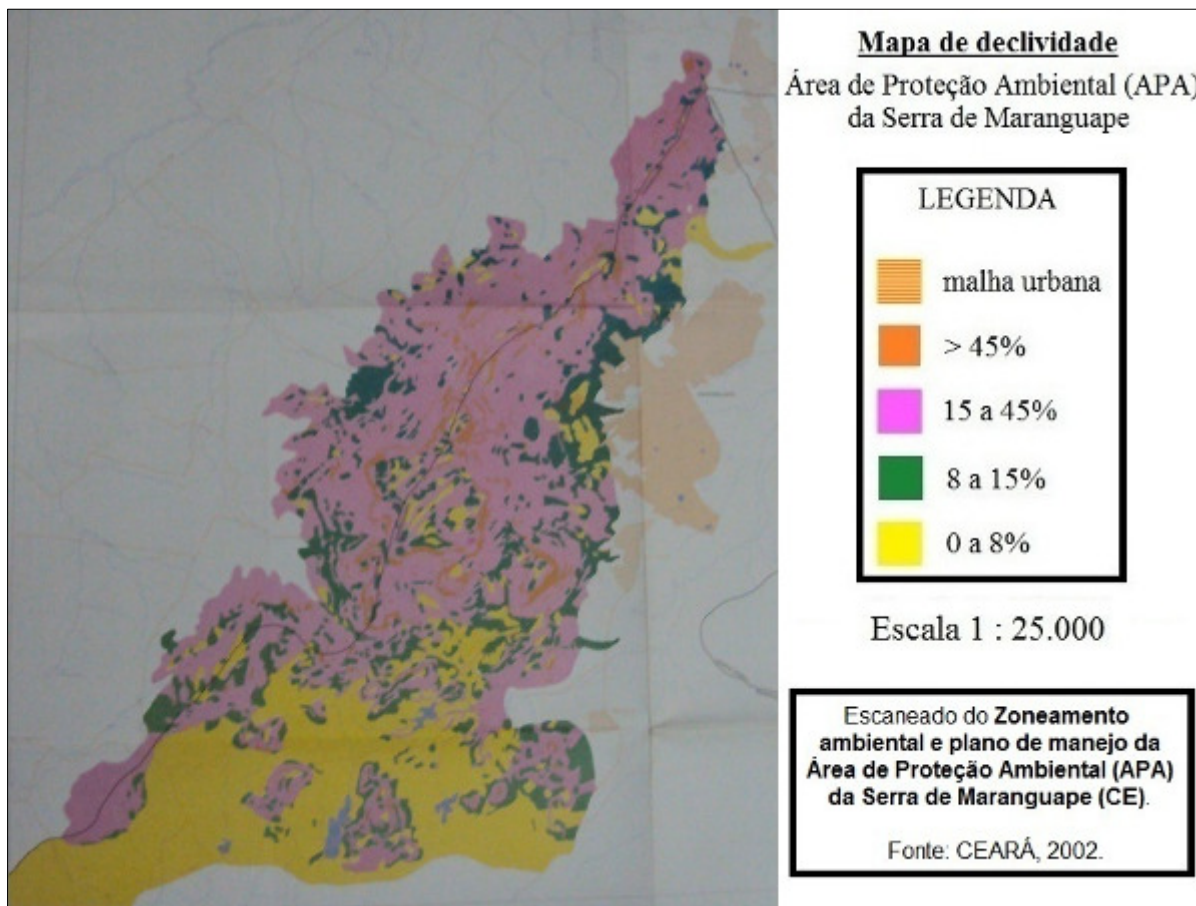 Mapa de declividade
Área de Proteção Ambiental (APA)
da Serra de Maranguape
LEGENDA
malha urbana
> 45%
15 a 45%
8 a 15%
0 a 8%
Escala 1 : 25.000
Escaneado do Zoneamento
ambiental e plano de manejo da
Área de Proteção Ambiental (APA)
da Serra de Maranguape (CE).
Fonte: CEARÁ, 2002.